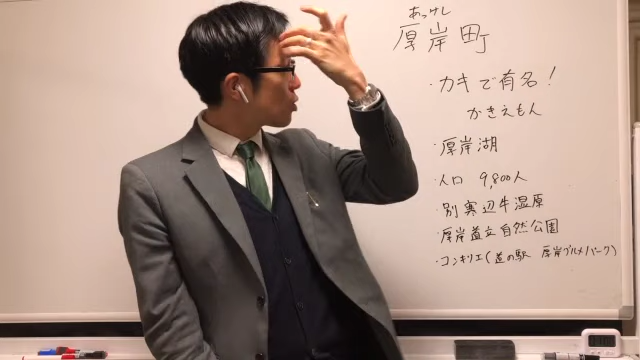 あっけし
厚岸町
・カキで有名！
かきえもん
・厚岸湖
・人口 9,800人
・別寒辺牛湿原
・厚岸道立自然公園
・コンキリエ(道の駅 厚岸グルメパーク)